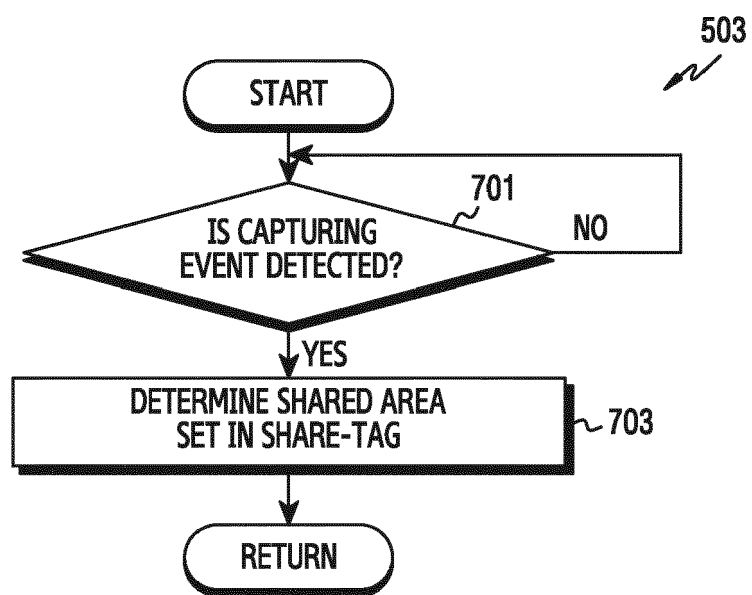 503
START
701
IS CAPTURING
EVENT DETECTED?
NO
YES
DETERMINE SHARED AREA
SET IN SHARE-TAG
703
RETURN